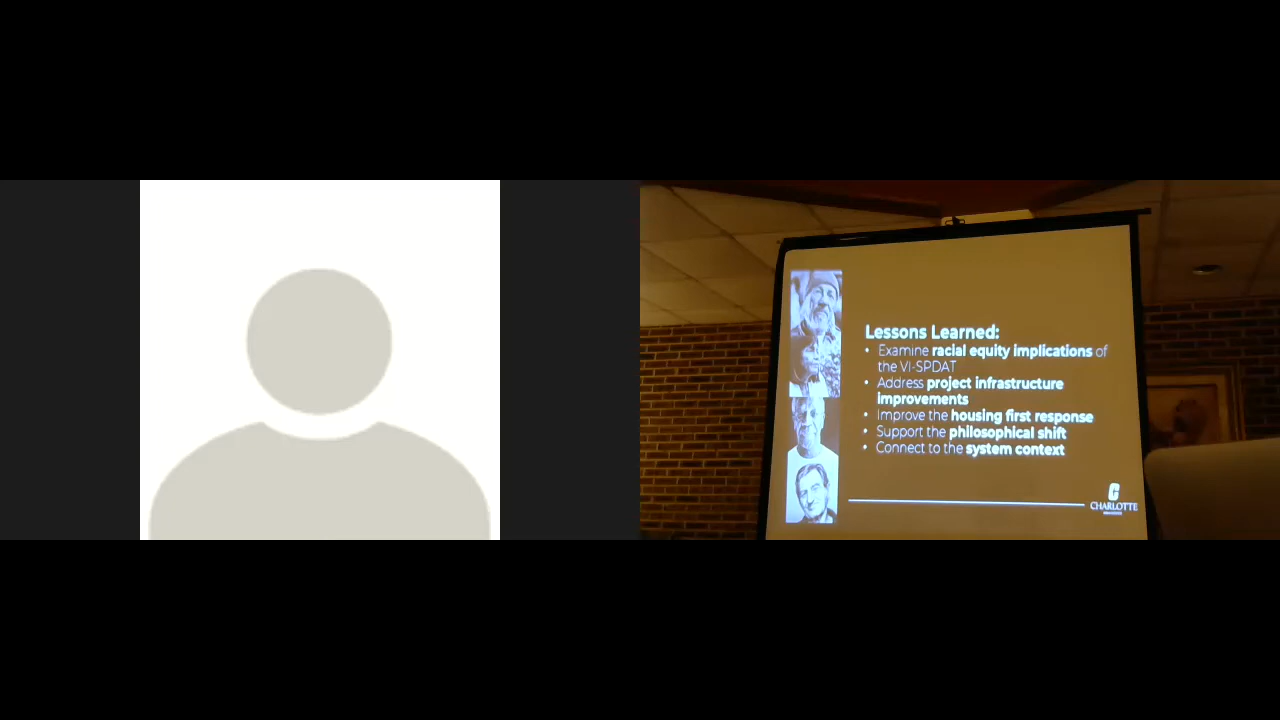 Lessons Learned:
• Examine racial equity implications of
the VI-SPDAT
• Address project infrastructure
improvements
• Improve the housing first response
• Support the philosophical shift
• Connect to the system context
CHARLOTTE